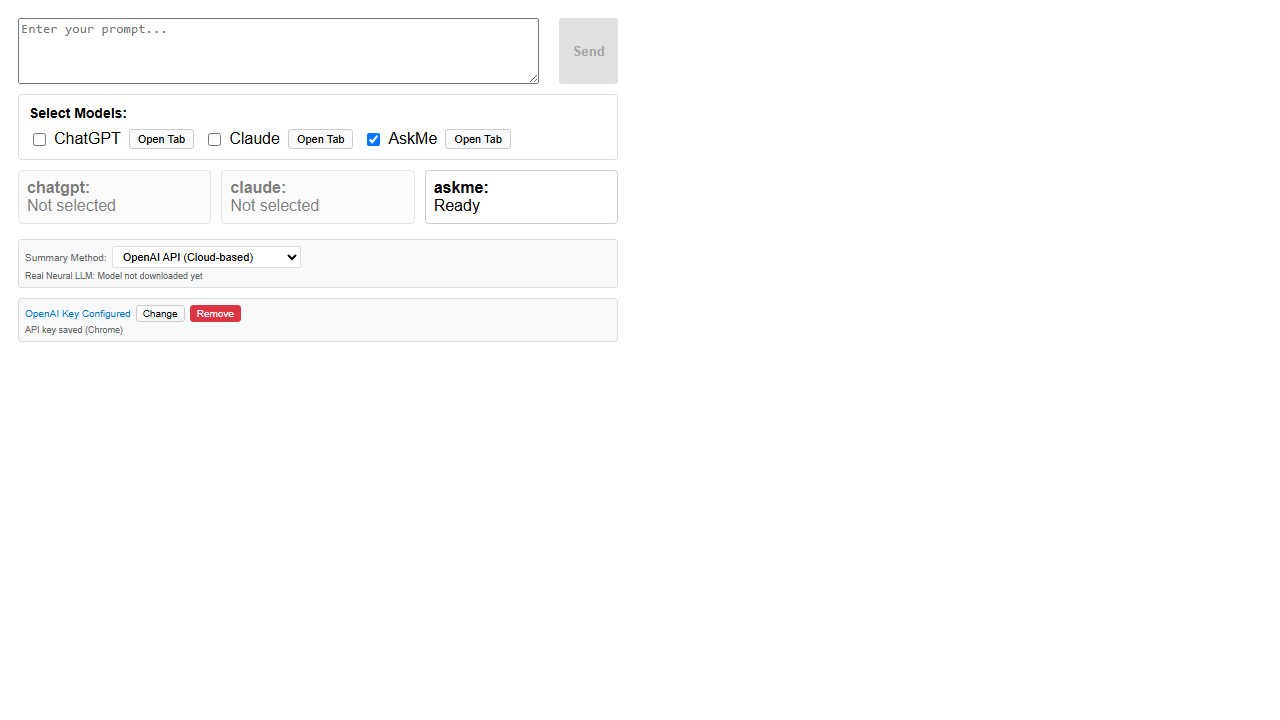 Enter your prompt...
Send
Select Models:
ChatGPT Open Tab Claude Open Tab AskMe Open Tab
chatgpt:
Not selected
claude:
Not selected
askme:
Ready
Summary Method: OpenAI API (Cloud-based)
Real Neural LLM: Model not downloaded yet
OpenAI Key Configured Change Remove
API key saved (Chrome)